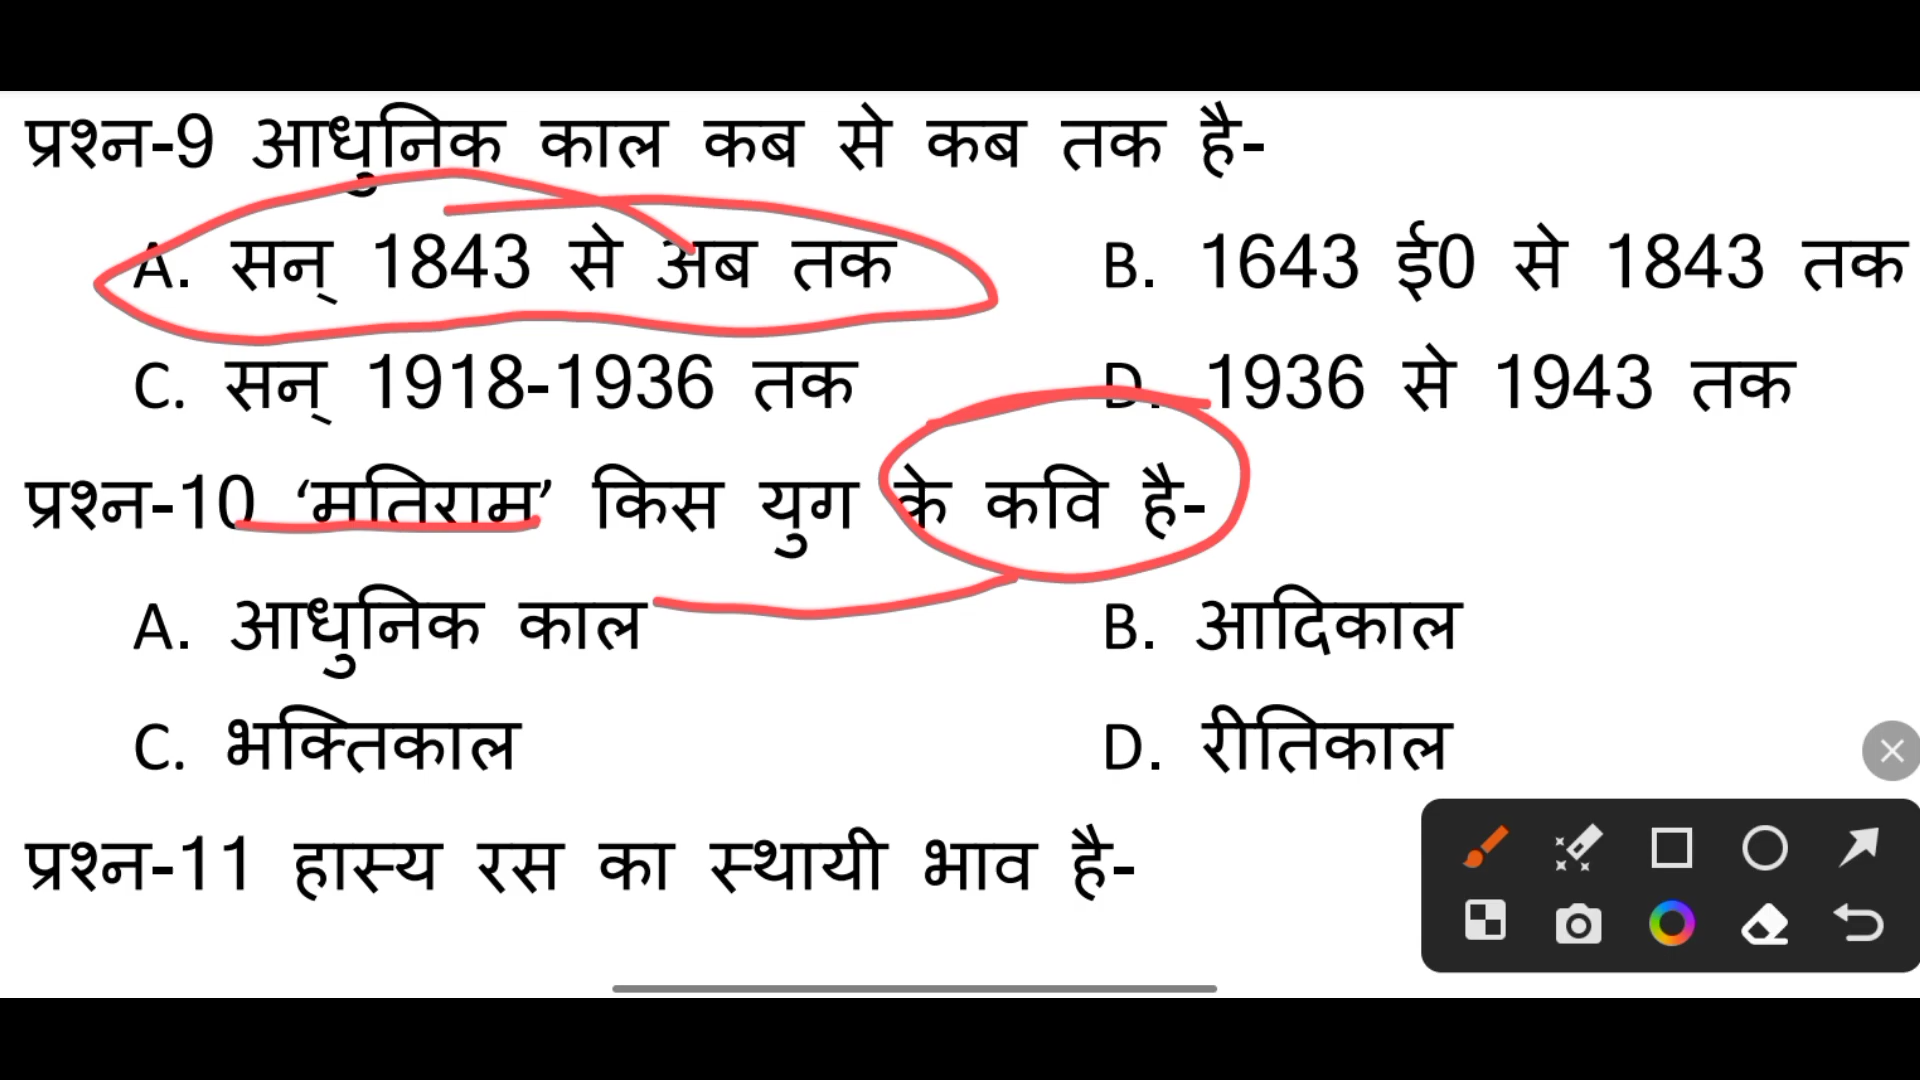 प्रश्न-9 आधुनिक काल कब से कब तक है-
A. सन् 1843 से अब तक B. 1643 ई0 से 1843 तक
C. सन् 1918-1936 तक D. 1936 से 1943 तक
प्रश्न-10 ‘मतिराम’ किस युग के कवि है-
A. आधुनिक काल B. आदिकाल
C. भक्तिकाल D. रीतिकाल
प्रश्न-11 हास्य रस का स्थायी भाव है-